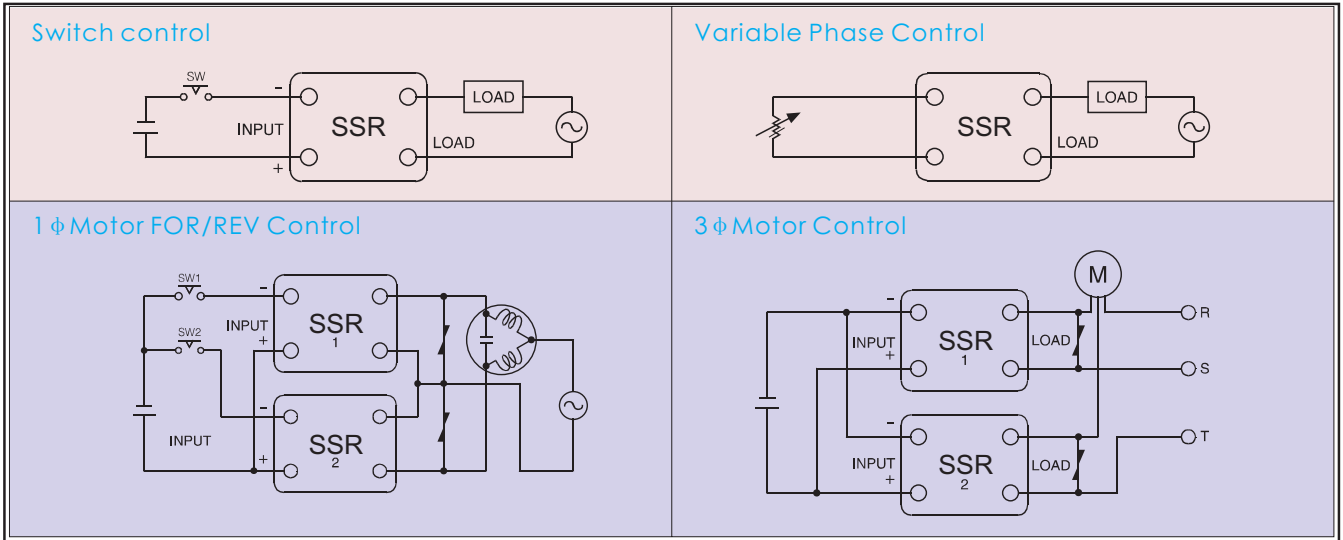 Switch control
SW
-
INPUT
SSR
LOAD
LOAD
+
Variable Phase Control
SSR
LOAD
LOAD
1 ϕ Motor FOR/REV Control
SW1
-
SW2
INPUT
+
SSR
1
-
INPUT
+
SSR
2
3 ϕ Motor Control
M
-
INPUT
+
SSR
1
LOAD
R
S
-
INPUT
+
SSR
2
LOAD
T